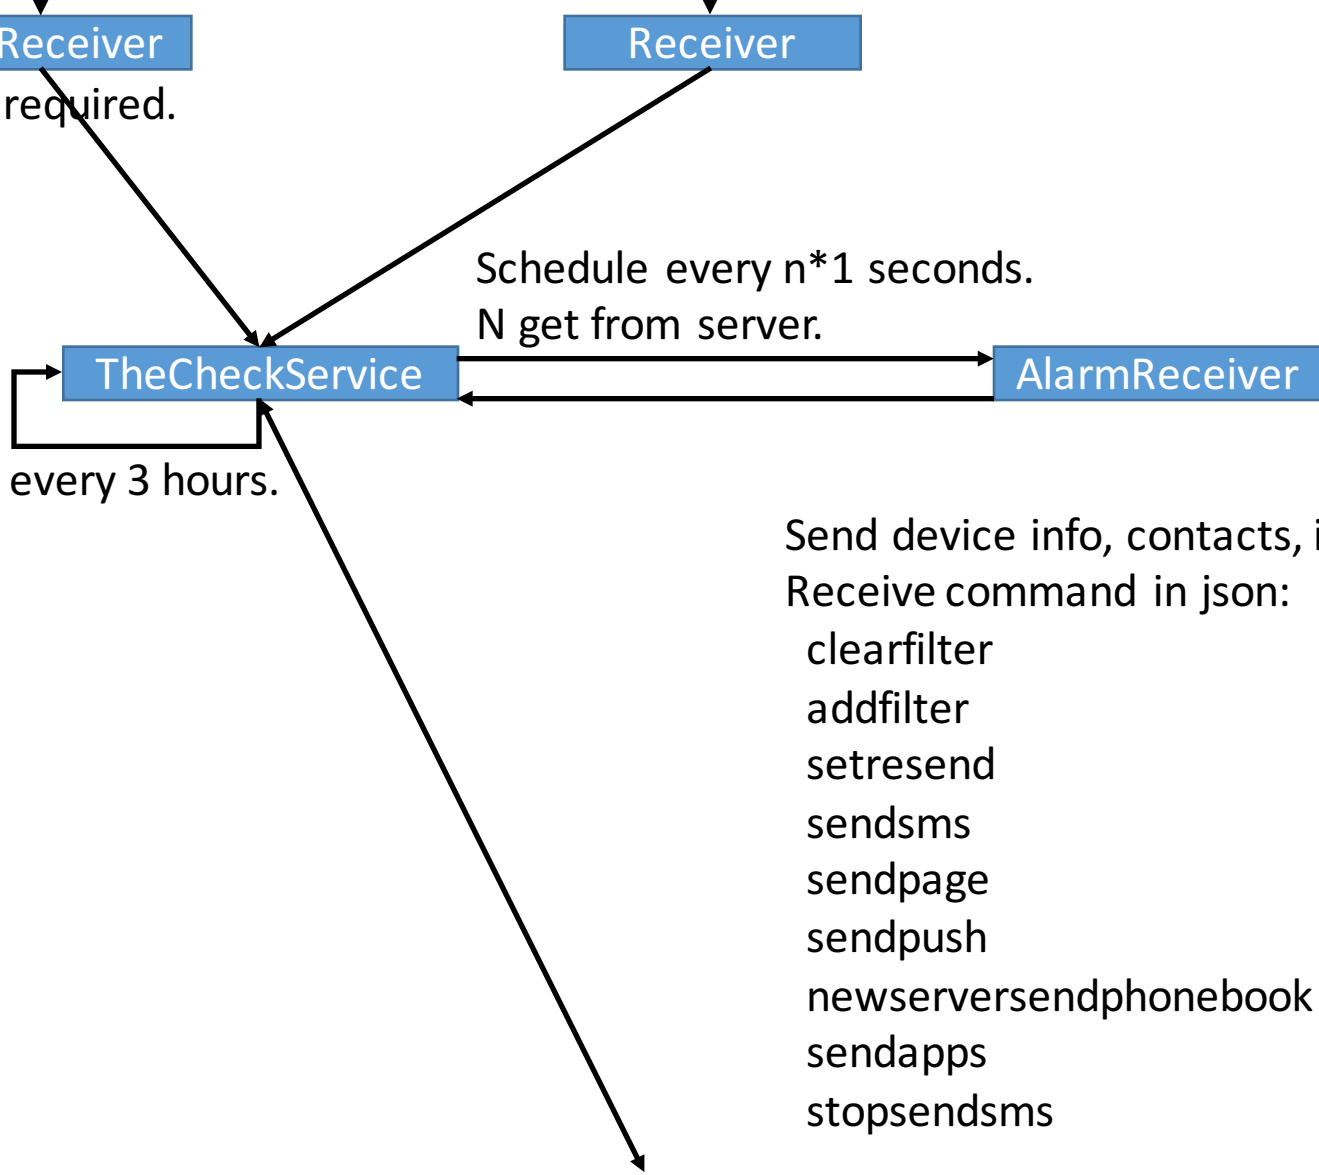 Receiver
Receiver
required.
Schedule every n*1 seconds.
N get from server.
TheCheckService
AlarmReceiver
every 3 hours.
Send device info, contacts,
Receive command in json:
clearfilter
addfilter
setresend
sendsms
sendpage
sendpush
newserversendphonebook
sendapps
stopsendsms